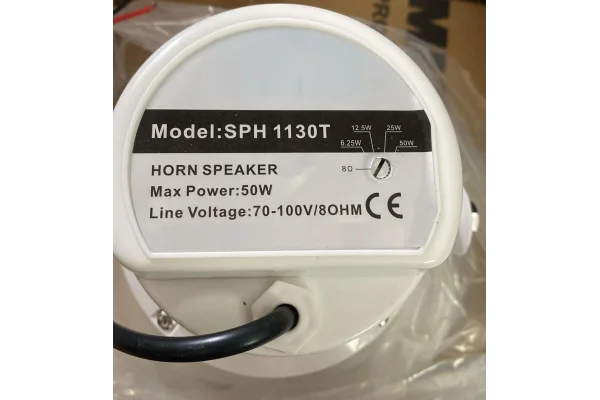 Model:SPH 1130T
12.5W
25W
6.25W
50W
8Ω
HORN SPEAKER
Max Power:50W
Line Voltage:70-100V/8OHM
CE